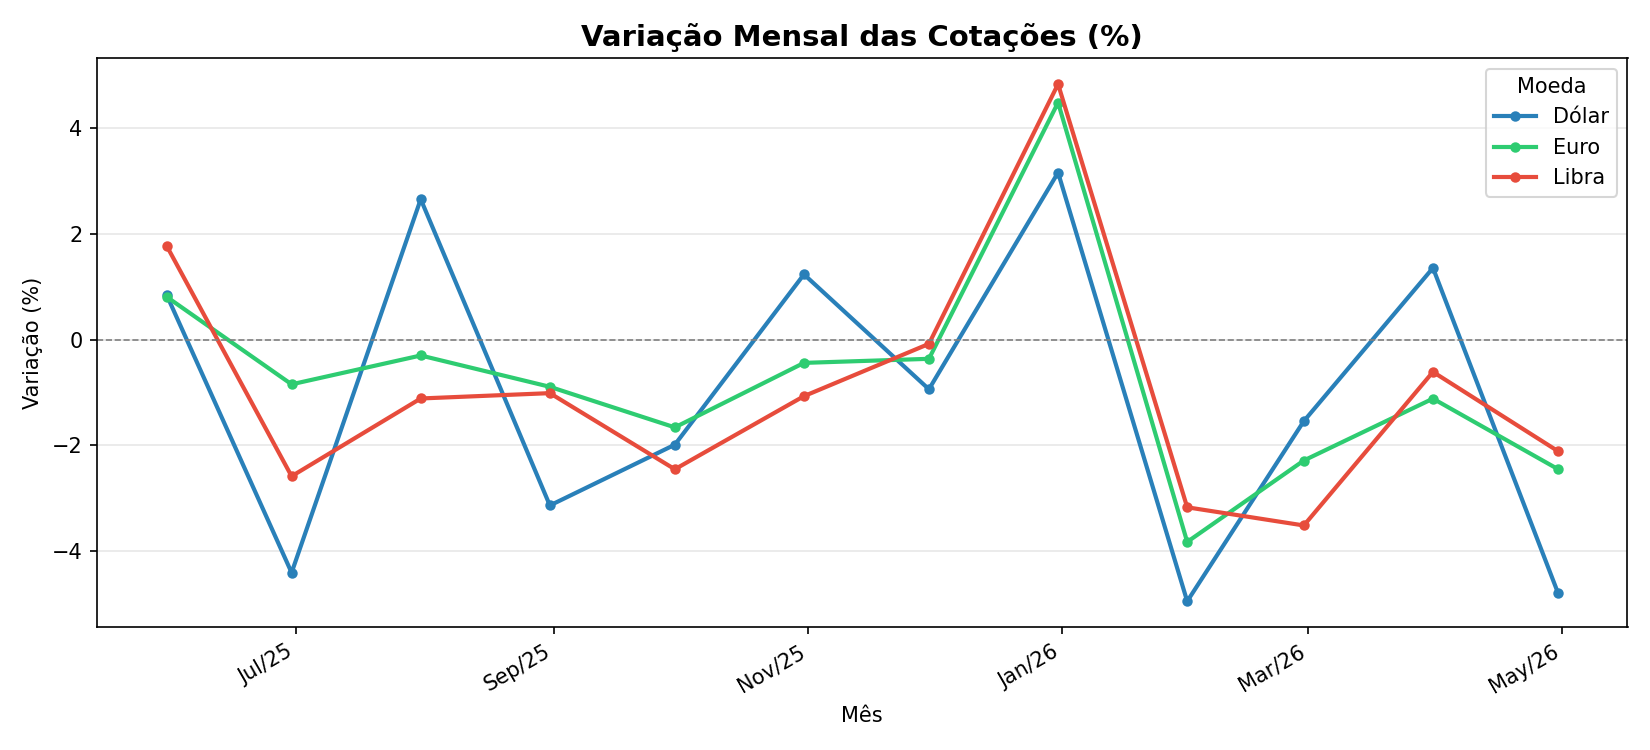 Variação Mensal das Cotações (%)
Moeda
Dólar
Euro
Libra
Variação (%)
4
2
0
−2
−4
Jul/25
Sep/25
Nov/25
Jan/26
Mar/26
May/26
Mês